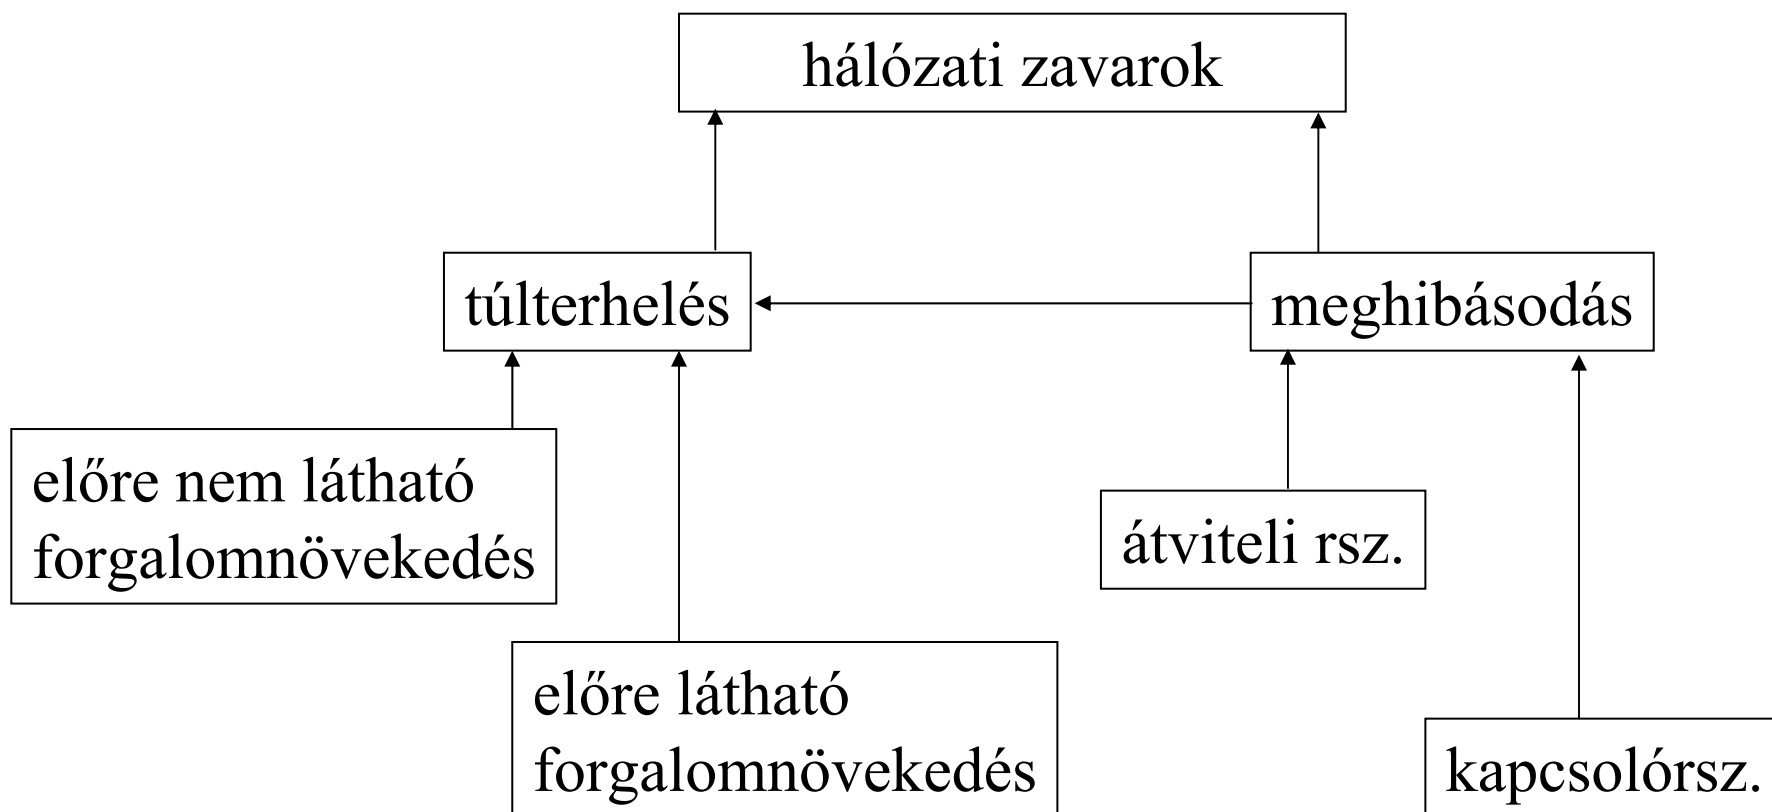 hálózati zavarok
túlterhelés
meghibásodás
előre nem látható
forgalomnövekedés
átviteli rsz.
előre látható
forgalomnövekedés
kapcsolórsz.